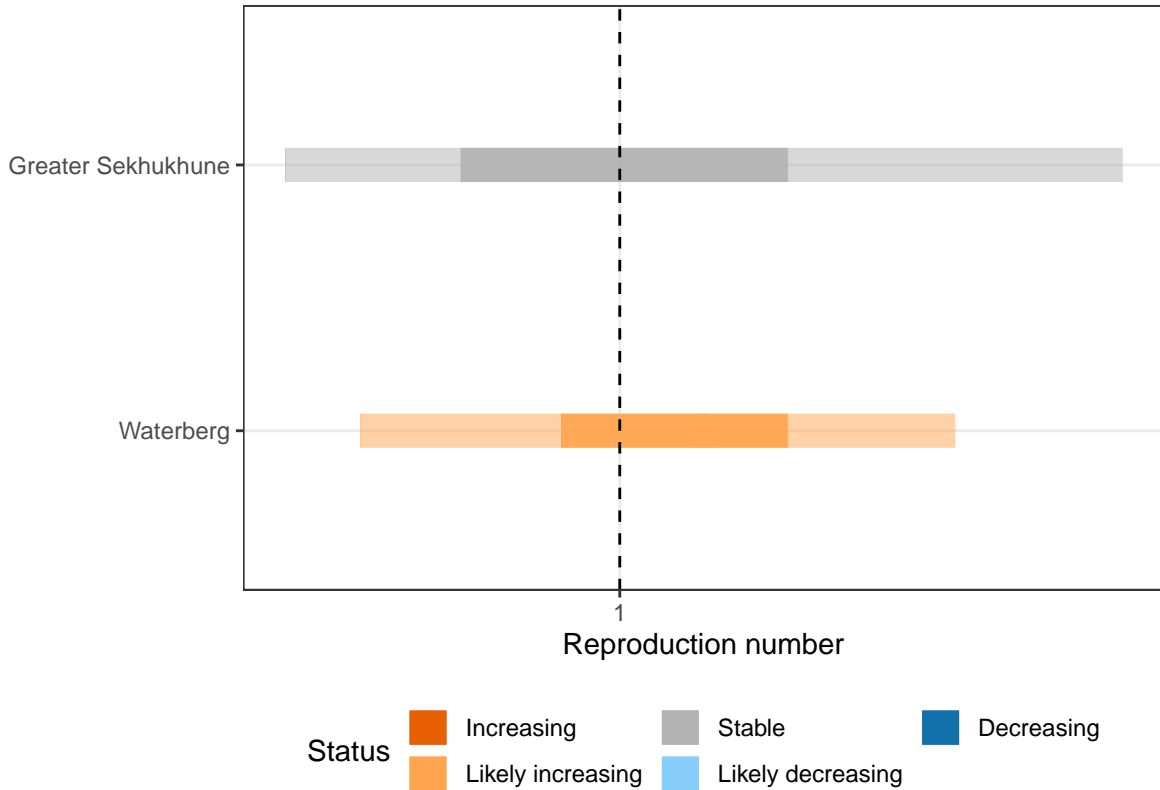 Greater Sekhukhune
Waterberg
1
Reproduction number
Status
Increasing
Stable
Decreasing
Likely increasing
Likely decreasing